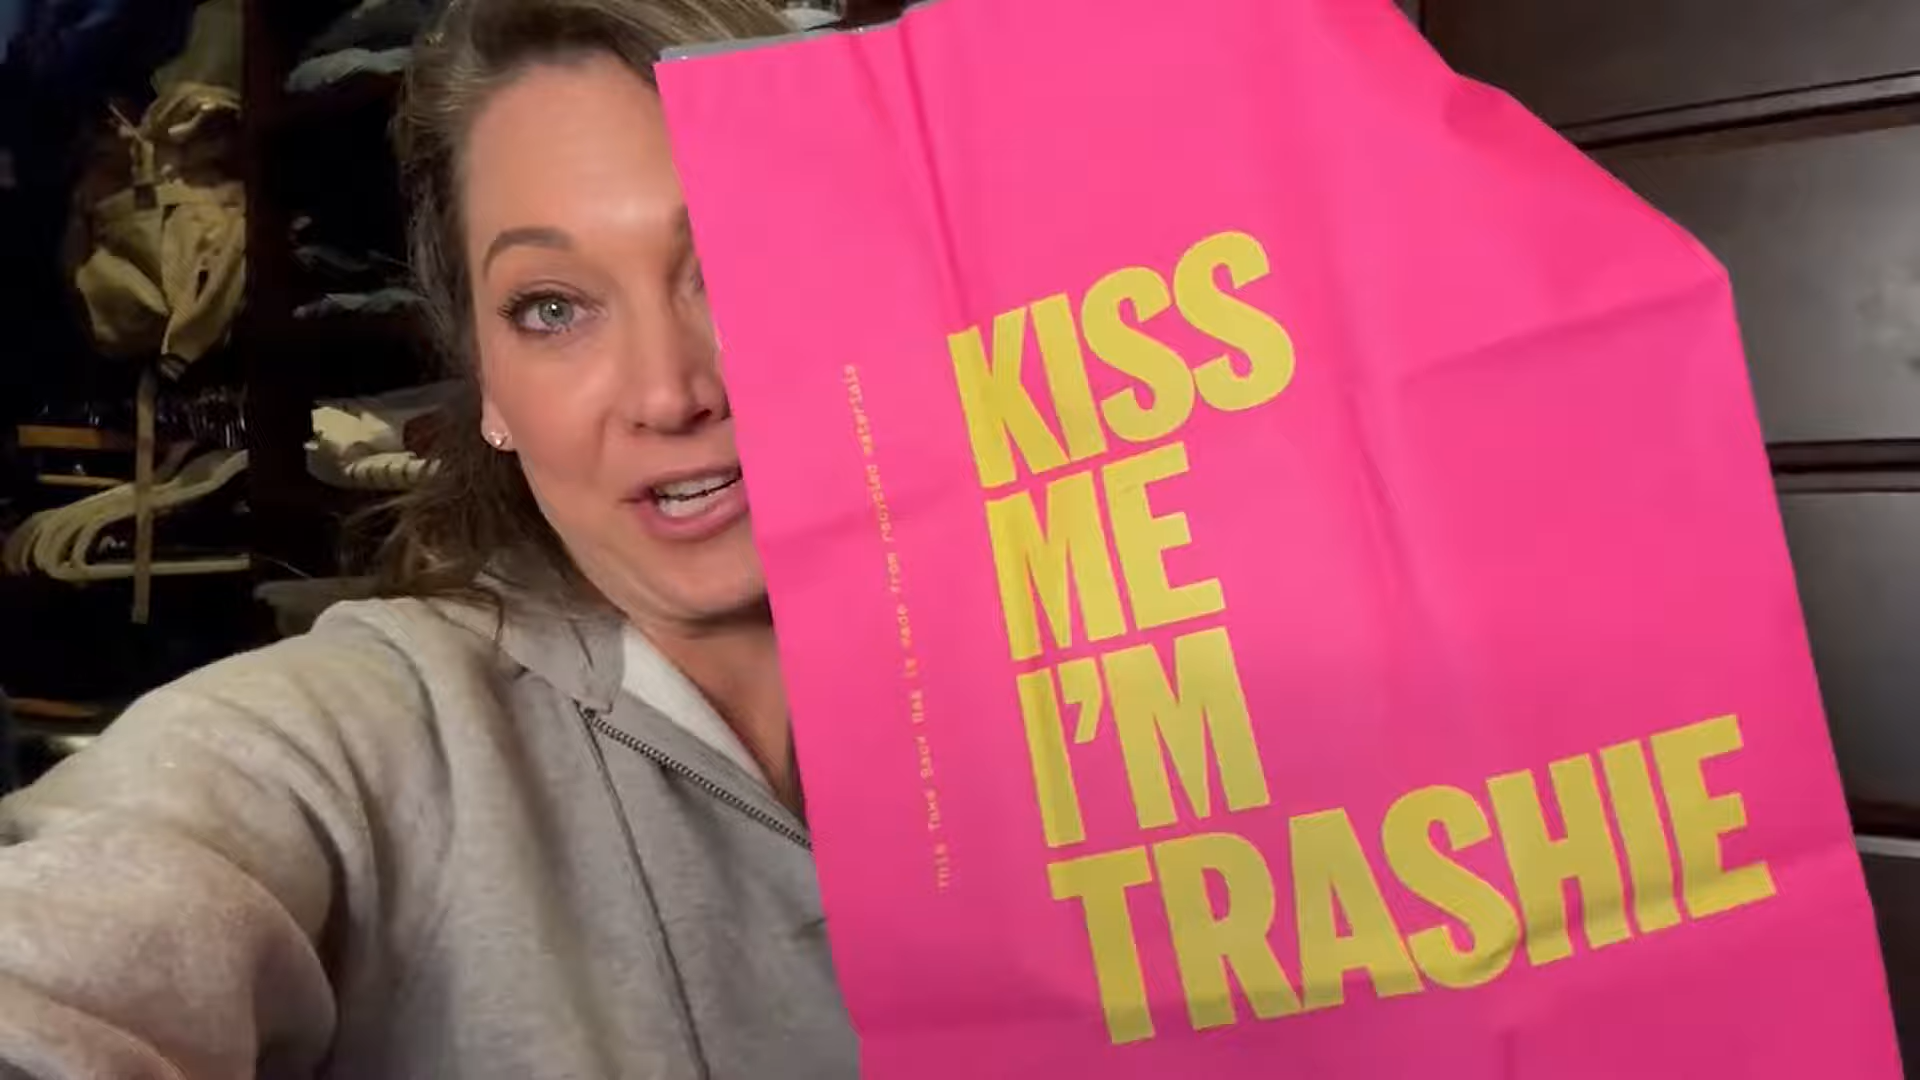 KISS
ME
I'M
TRASHIE
This Take Back Bag is made from recycled materials